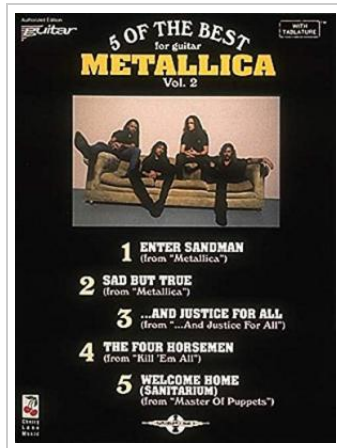 Authorized Edition
guitar
WITH
TABLATURE
5 OF THE BEST
for guitar
METALLICA
Vol. 2
1 ENTER SANDMAN
(from "Metallica")
2 SAD BUT TRUE
(from "Metallica")
3 ...AND JUSTICE FOR ALL
(from "...And Justice For All")
4 THE FOUR HORSEMEN
(from "Kill 'Em All")
5 WELCOME HOME
(SANITARIUM)
(from "Master Of Puppets")
Cherry
Lane
Music